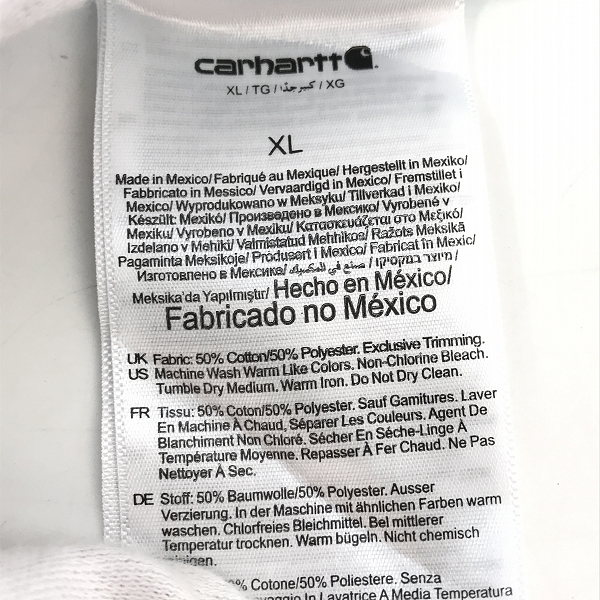 carhartt
XL / TG / كبير جدًا / XG
XL
Made in Mexico/ Fabriqué au Mexique/ Hergestellt in Mexiko/
Fabbricato in Messico/ Vervaardigd in Mexico/ Fremstillet i
Mexico/ Wyprodukowano w Meksyku/ Tillverkad i Mexiko/
Készült: Mexikó/ Произведено в Мексико/ Vyrobené v
Mexiku/ Vyrobeno v Mexiku/ Κατασκευάζεται στο Μεξικό/
Izdelano v Mehiki/ Valmistatud Mehhikos/ Ražots Meksikā
Pagaminta Meksikoje/ Produsert i Mexico/ Fabricat în Mexic/
Изготовлено в Мексике/ صنع في المكسيك / מיוצר במקסיקו /
Meksika'da Yapılmıştır/ Hecho en México/
Fabricado no México
UK Fabric: 50% Cotton/50% Polyester. Exclusive Trimming.
US Machine Wash Warm Like Colors. Non-Chlorine Bleach.
Tumble Dry Medium. Warm Iron. Do Not Dry Clean.
FR Tissu: 50% Coton/50% Polyester. Sauf Garnitures. Laver
En Machine À Chaud, Séparer Les Couleurs. Agent De
Blanchiment Non Chloré. Sécher En Séche-Linge À
Température Moyenne. Repasser À Fer Chaud. Ne Pas
Nettoyer À Sec.
DE Stoff: 50% Baumwolle/50% Polyester. Ausser
Verzierung. In der Maschine mit ähnlichen Farben warm
waschen. Chlorfreies Bleichmittel. Bei mittlerer
Temperatur trocknen. Warm bügeln. Nicht chemisch
% Cotone/50% Poliestere. Senza
In Lavatrice A Media Temperatura